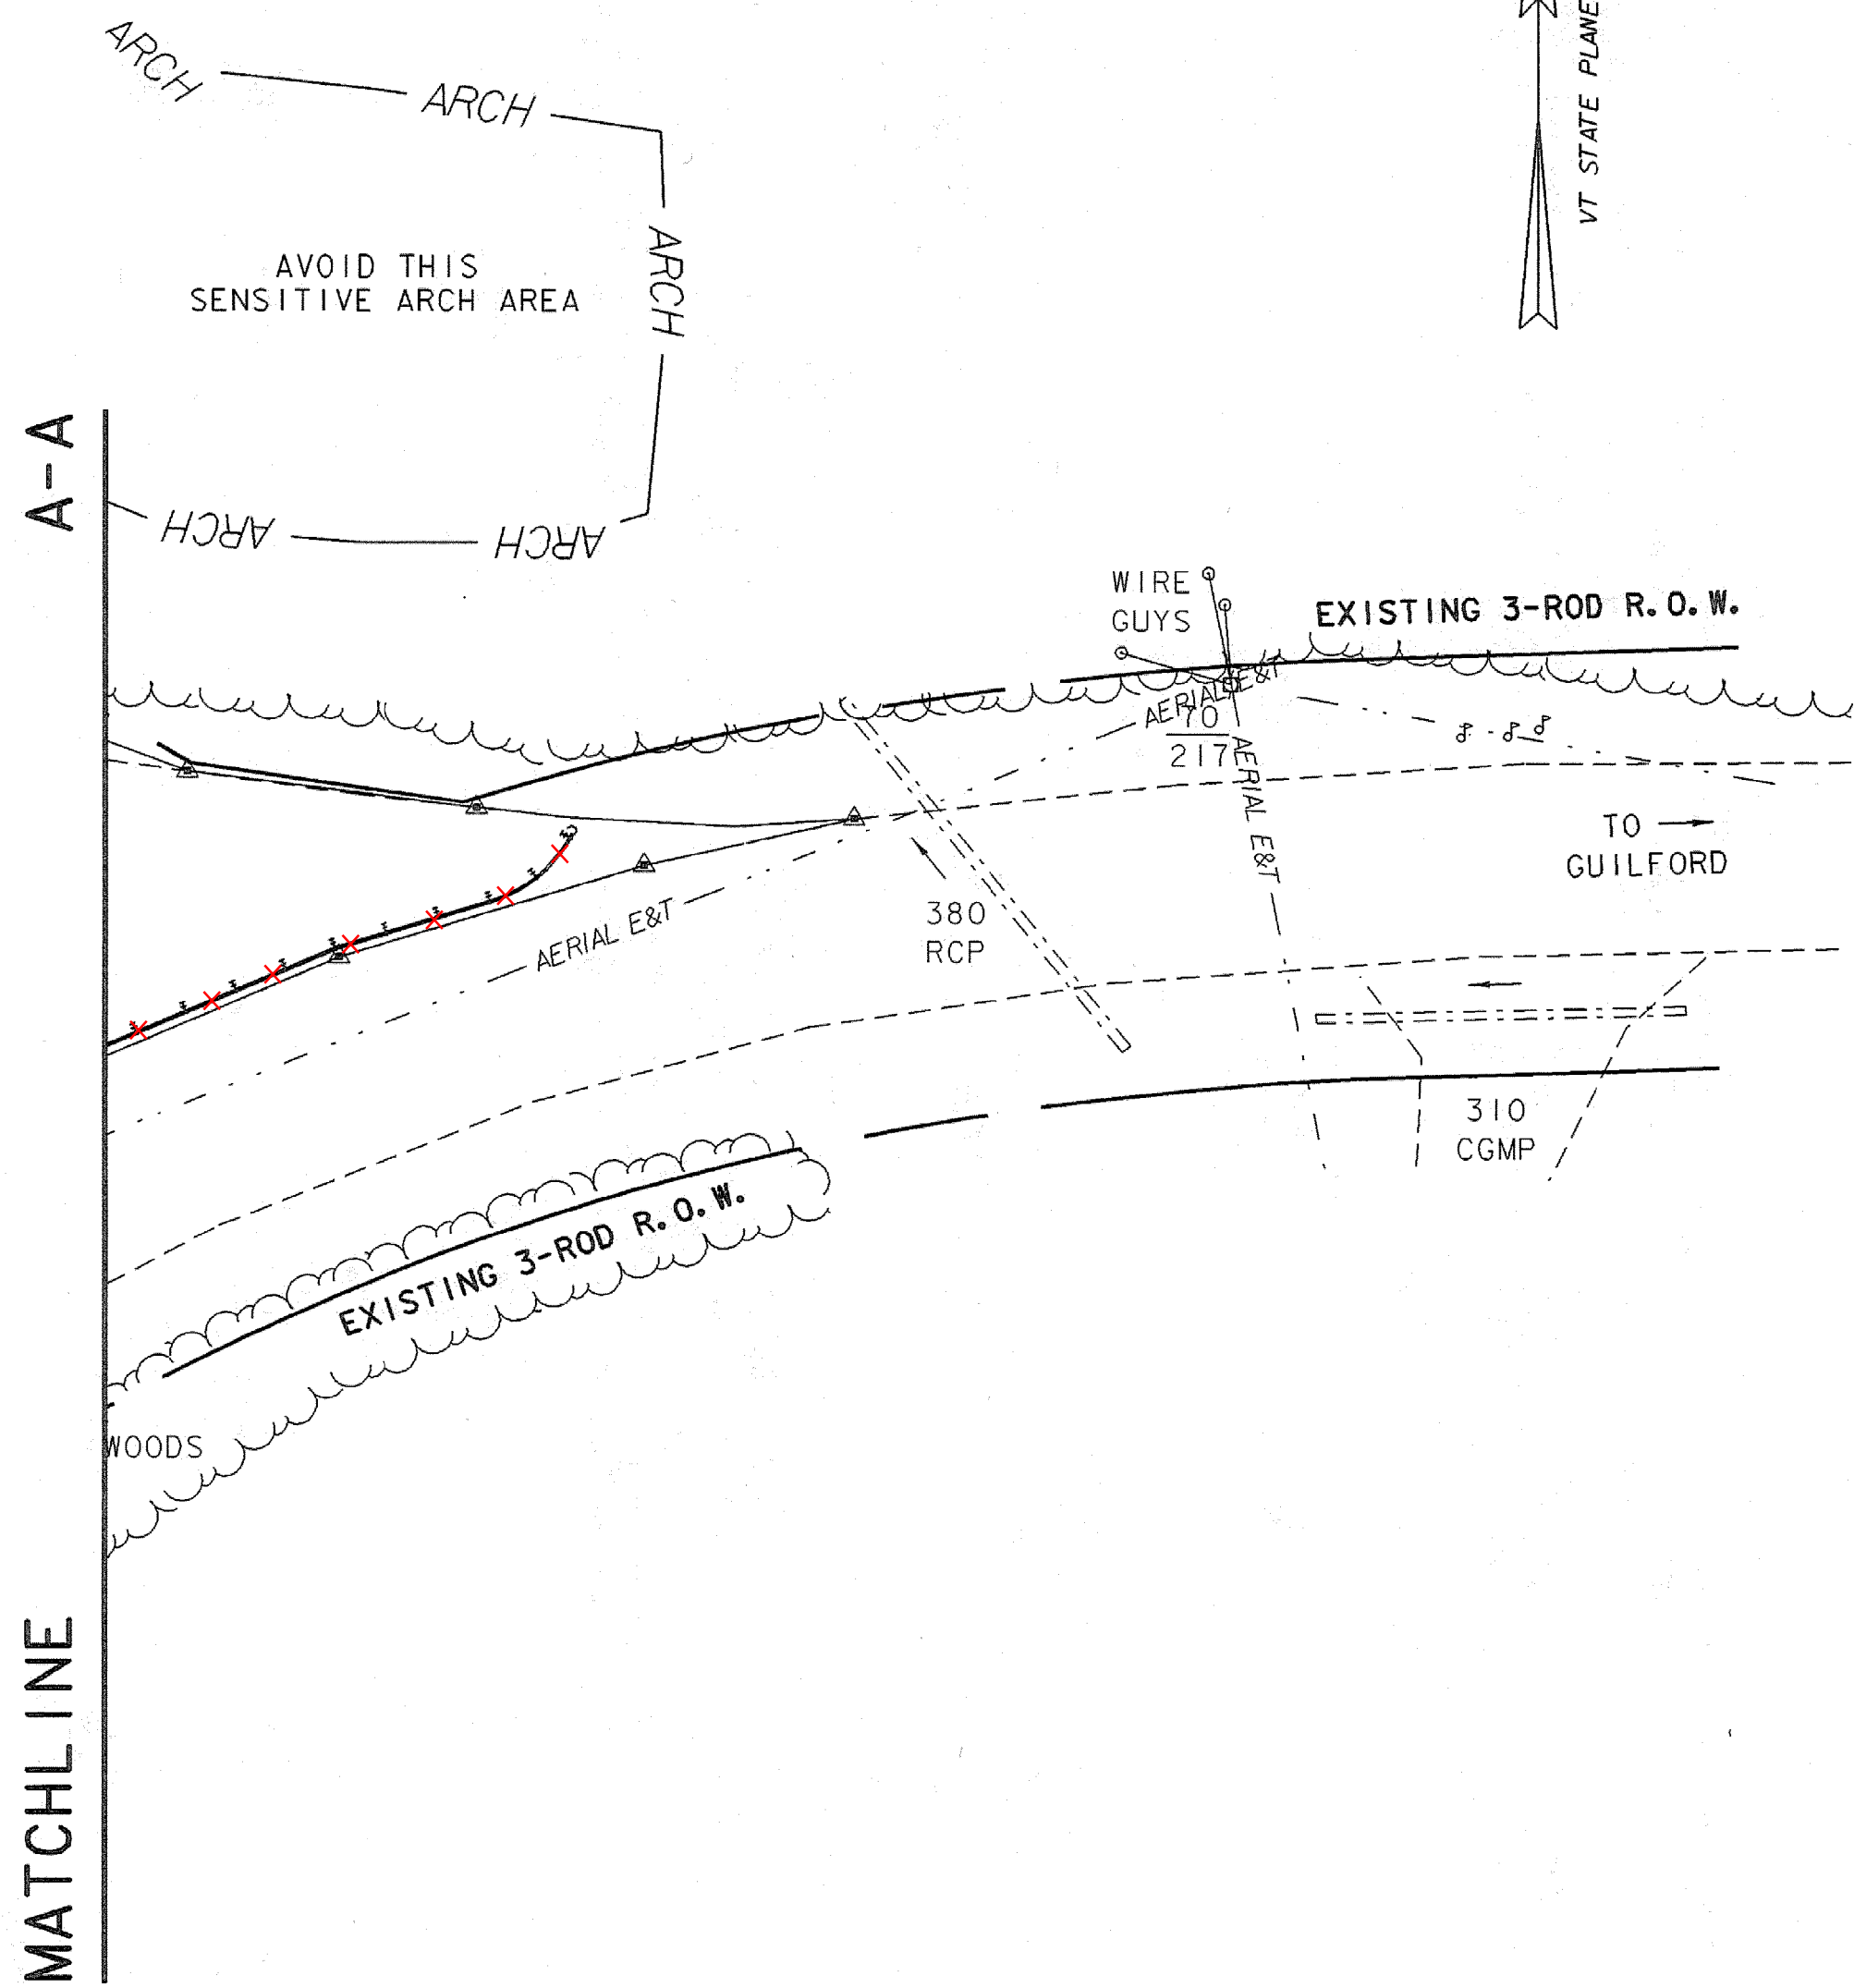 ARCH
ARCH
ARCH
ARCH
ARCH
AVOID THIS
SENSITIVE ARCH AREA
VT STATE PLANE
MATCHLINE A-A
WIRE
GUYS
EXISTING 3-ROD R.O.W.
AERIAL E&T
70
217
AERIAL E&T
TO
GUILFORD
AERIAL E&T
380
RCP
310
CGMP
EXISTING 3-ROD R.O.W.
WOODS